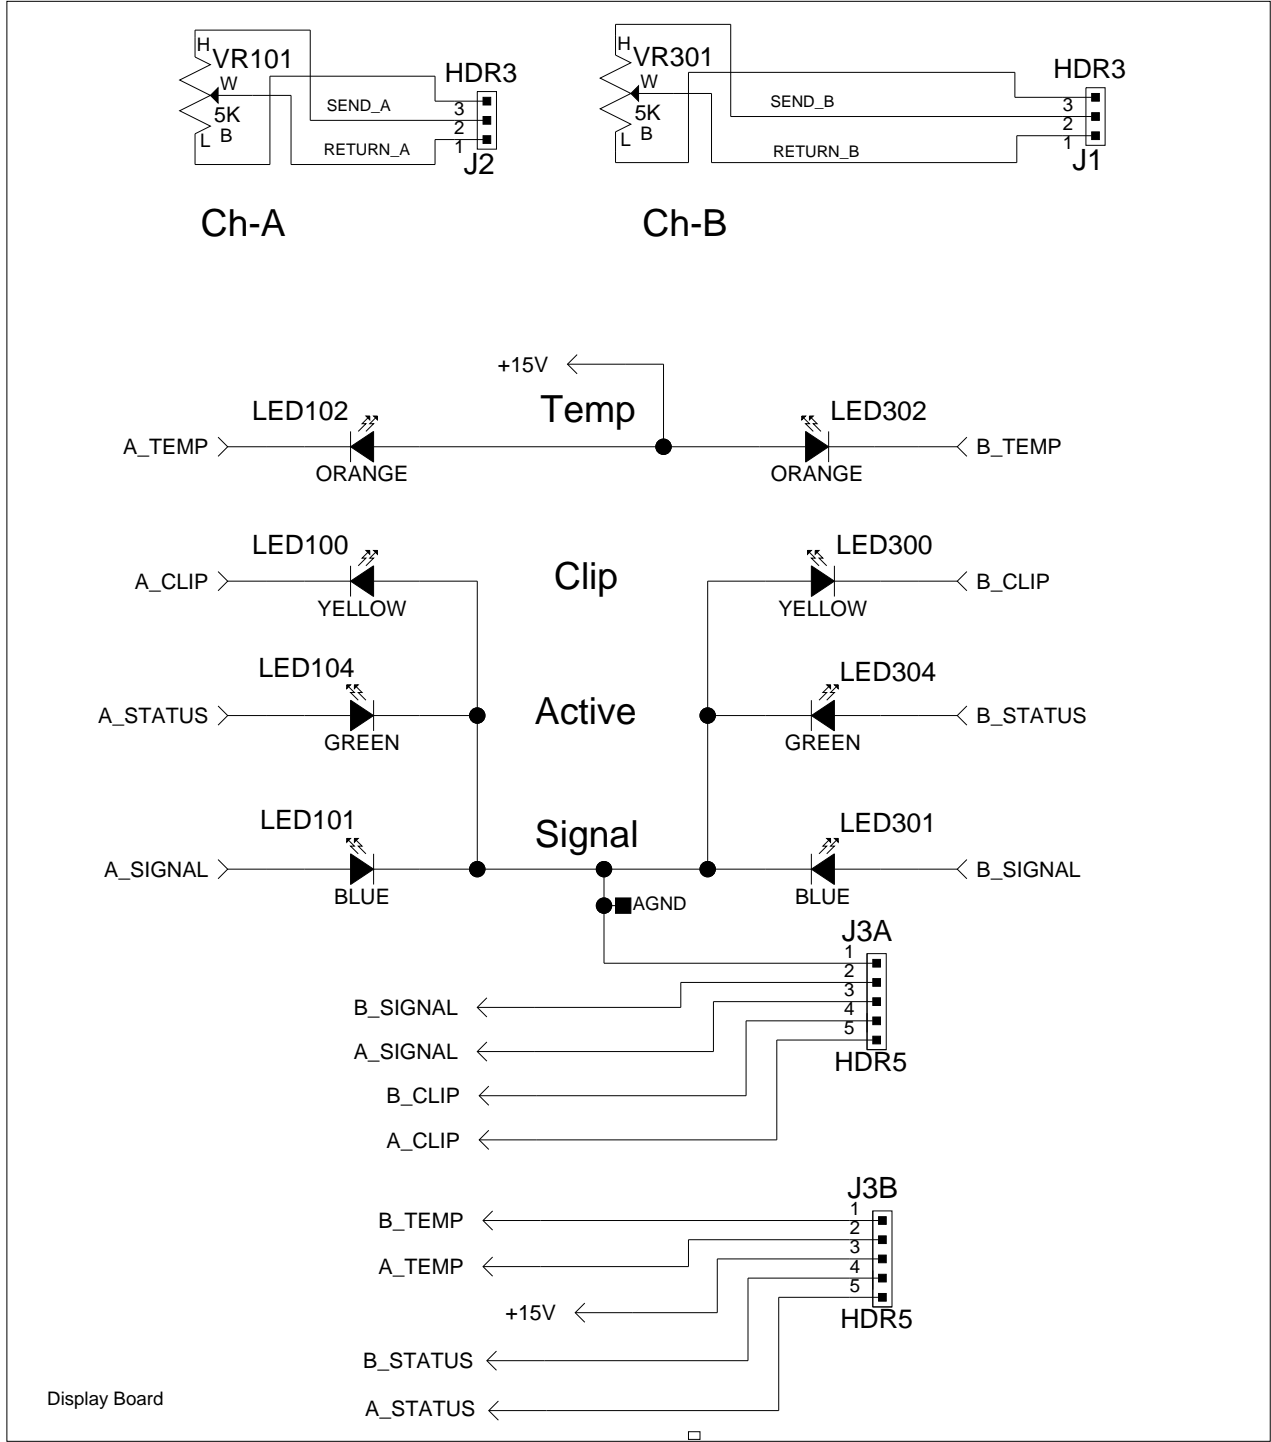 H
VR101
W
5K
B
L
SEND_A
RETURN_A
HDR3
3
2
1
J2
H
VR301
W
5K
B
L
SEND_B
RETURN_B
HDR3
3
2
1
J1
Ch-A
Ch-B
+15V
LED102
Temp
LED302
A_TEMP
B_TEMP
ORANGE
ORANGE
LED100
Clip
LED300
A_CLIP
B_CLIP
YELLOW
YELLOW
LED104
Active
LED304
A_STATUS
B_STATUS
GREEN
GREEN
LED101
Signal
LED301
A_SIGNAL
B_SIGNAL
BLUE
BLUE
AGND
J3A
1
2
3
4
5
HDR5
B_SIGNAL
A_SIGNAL
B_CLIP
A_CLIP
J3B
1
2
3
4
5
HDR5
B_TEMP
A_TEMP
+15V
B_STATUS
A_STATUS
Display Board